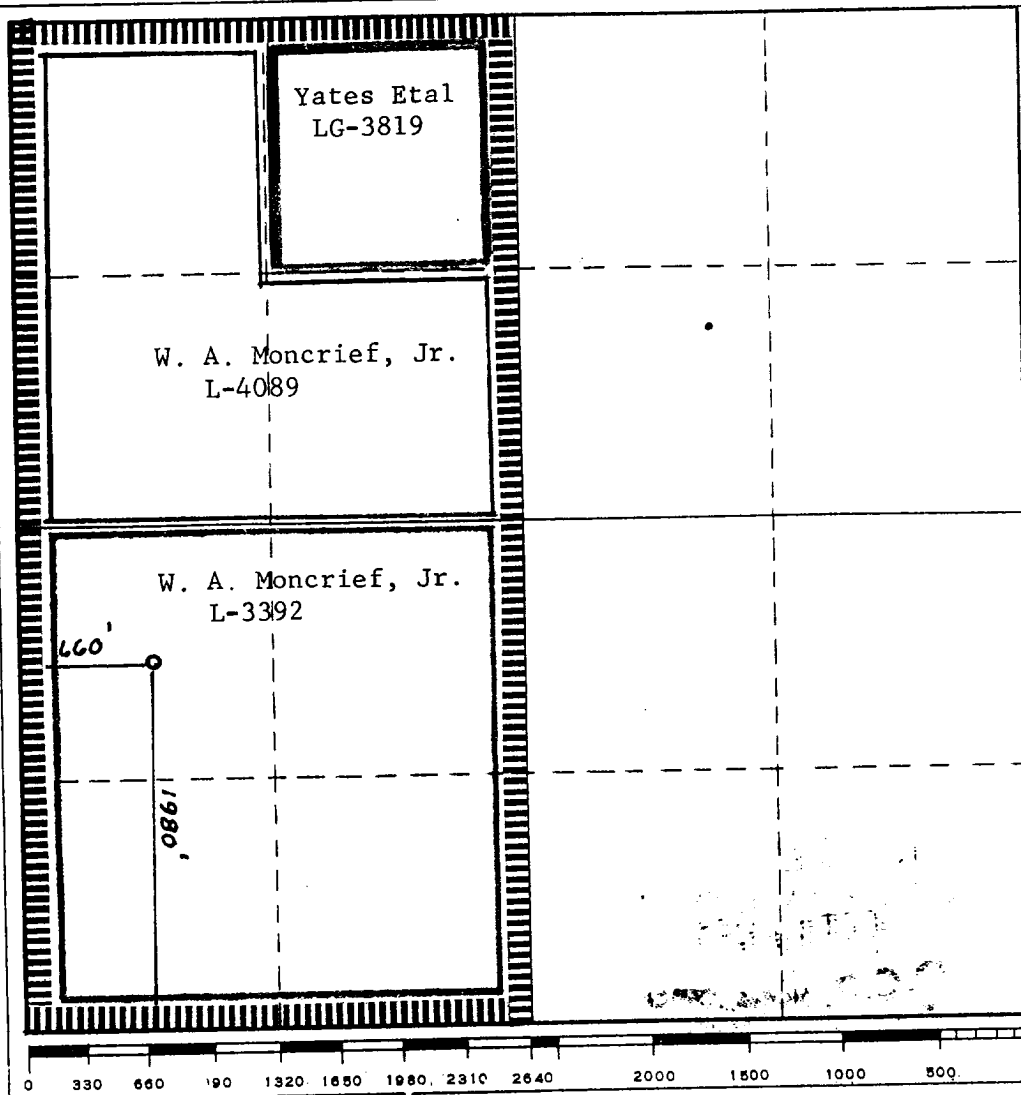 Yates Etal
LG-3819
W. A. Moncrief, Jr.
L-4089
W. A. Moncrief, Jr.
L-3392
660'
1980'
0 330 660 190 1320. 1650 1980, 2310 2640 2000 1500 1000 500.